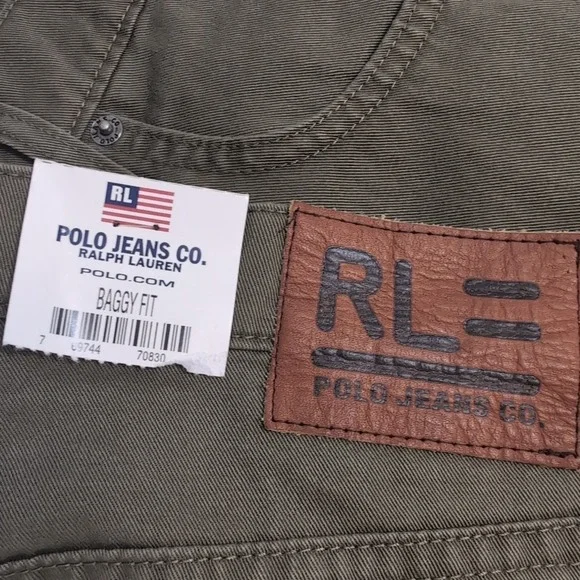 RL
POLO JEANS CO.
RALPH LAUREN
POLO.COM
BAGGY FIT
7 69744 70830
RL
POLO JEANS CO.